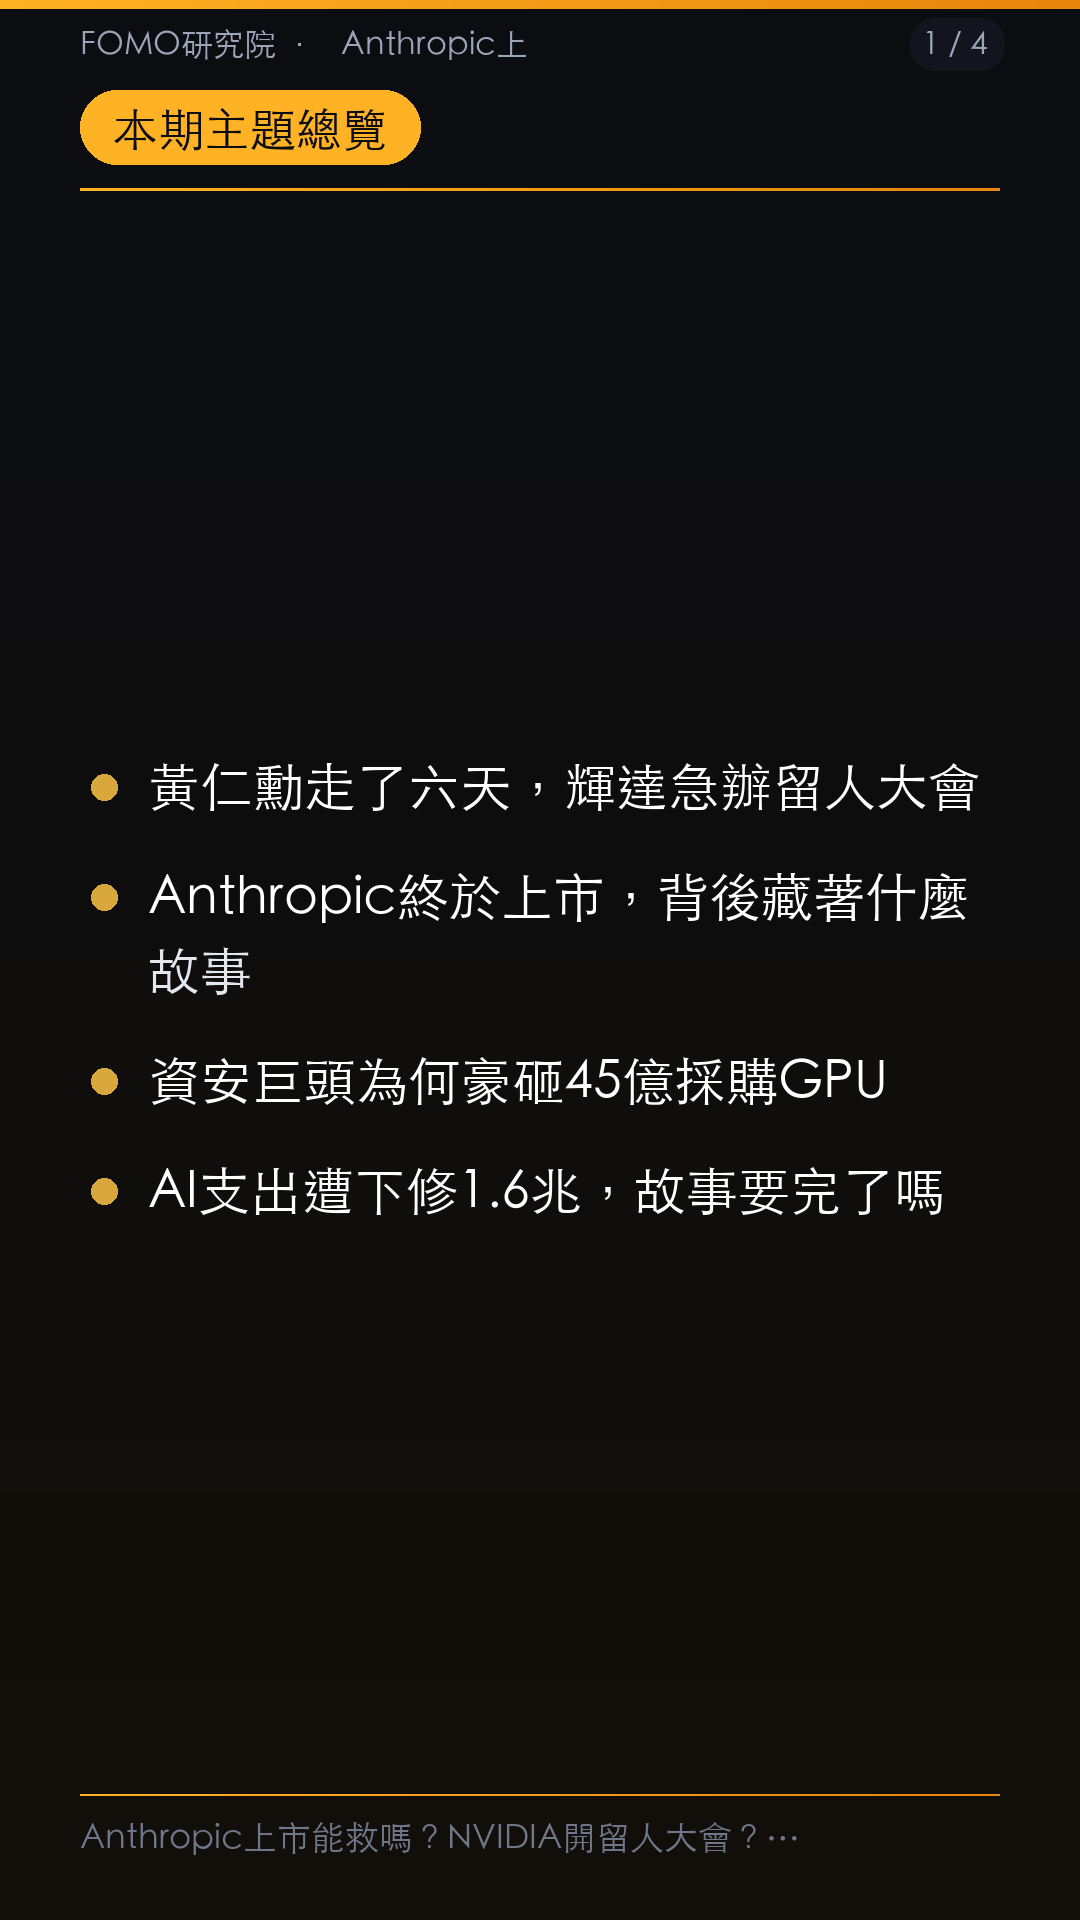 FOMO研究院 · Anthropic上
1 / 4
本期主題總覽
黃仁勳走了六天，輝達急辦留人大會
Anthropic終於上市，背後藏著什麼
故事
資安巨頭為何豪砸45億採購GPU
AI支出遭下修1.6兆，故事要完了嗎
Anthropic上市能救嗎？NVIDIA開留人大會？…